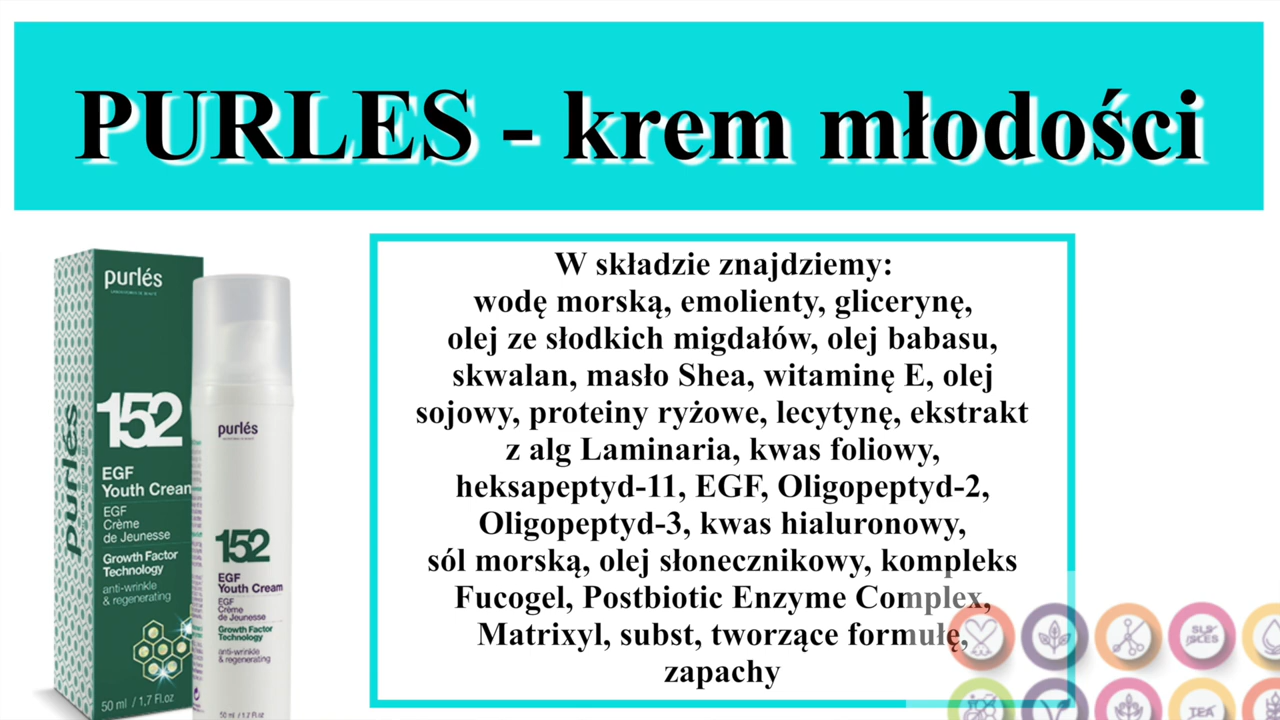 PURLES - krem młodości
W składzie znajdziemy:
wodę morską, emolienty, glicerynę,
olej ze słodkich migdałów, olej babasu,
skwalan, masło Shea, witaminę E, olej
sojowy, proteiny ryżowe, lecytynę, ekstrakt
z alg Laminaria, kwas foliowy,
heksapeptyd-11, EGF, Oligopeptyd-2,
Oligopeptyd-3, kwas hialuronowy,
sól morską, olej słonecznikowy, kompleks
Fucogel, Postbiotic Enzyme Complex,
Matrixyl, subst, tworzące formułę,
zapachy
purlés
purlés
152
EGF
Youth Cream
EGF
Crème
de Jeunesse
Growth Factor
Technology
anti-wrinkle
& regenerating
50 ml / 1,7 Fl.oz
purlés
152
EGF
Youth Cream
EGF
Crème
de Jeunesse
Growth Factor
Technology
anti-wrinkle
& regenerating
50 ml / 1.7 Fl.oz
TEA